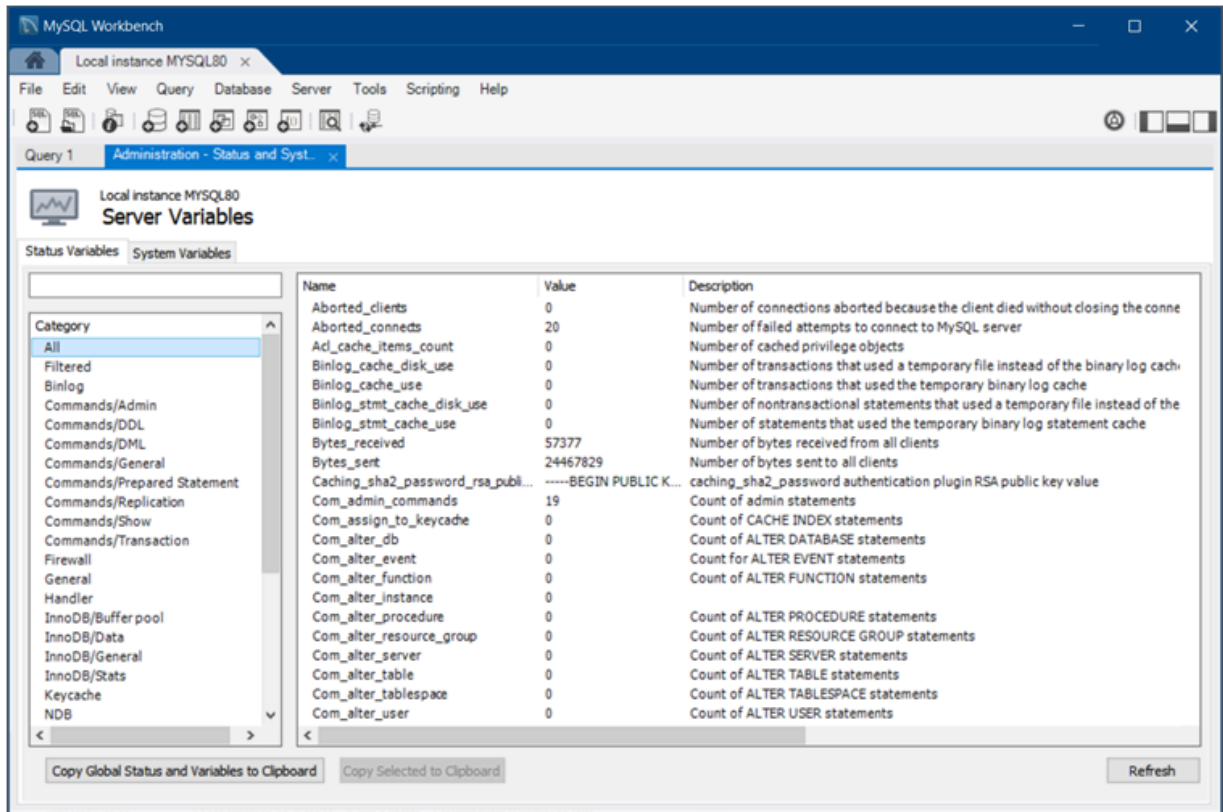 MySQL Workbench
Local instance MYSQL80
File Edit View Query Database Server Tools Scripting Help
Query 1 Administration - Status and Syst...
Local instance MYSQL80
Server Variables
Status Variables System Variables
Category
All
Filtered
Binlog
Commands/Admin
Commands/DDL
Commands/DML
Commands/General
Commands/Prepared Statement
Commands/Replication
Commands/Show
Commands/Transaction
Firewall
General
Handler
InnoDB/Buffer pool
InnoDB/Data
InnoDB/General
InnoDB/Stats
Keycache
NDB
Name Value Description
Aborted_clients 0 Number of connections aborted because the client died without closing the conne
Aborted_connects 20 Number of failed attempts to connect to MySQL server
Acl_cache_items_count 0 Number of cached privilege objects
Binlog_cache_disk_use 0 Number of transactions that used a temporary file instead of the binary log cach
Binlog_cache_use 0 Number of transactions that used the temporary binary log cache
Binlog_stmt_cache_disk_use 0 Number of nontransactional statements that used a temporary file instead of the
Binlog_stmt_cache_use 0 Number of statements that used the temporary binary log statement cache
Bytes_received 57377 Number of bytes received from all clients
Bytes_sent 24467829 Number of bytes sent to all clients
Caching_sha2_password_rsa_publi... -----BEGIN PUBLIC K... caching_sha2_password authentication plugin RSA public key value
Com_admin_commands 19 Count of admin statements
Com_assign_to_keycache 0 Count of CACHE INDEX statements
Com_alter_db 0 Count of ALTER DATABASE statements
Com_alter_event 0 Count for ALTER EVENT statements
Com_alter_function 0 Count of ALTER FUNCTION statements
Com_alter_instance 0
Com_alter_procedure 0 Count of ALTER PROCEDURE statements
Com_alter_resource_group 0 Count of ALTER RESOURCE GROUP statements
Com_alter_server 0 Count of ALTER SERVER statements
Com_alter_table 0 Count of ALTER TABLE statements
Com_alter_tablespace 0 Count of ALTER TABLESPACE statements
Com_alter_user 0 Count of ALTER USER statements
Copy Global Status and Variables to Clipboard Copy Selected to Clipboard Refresh